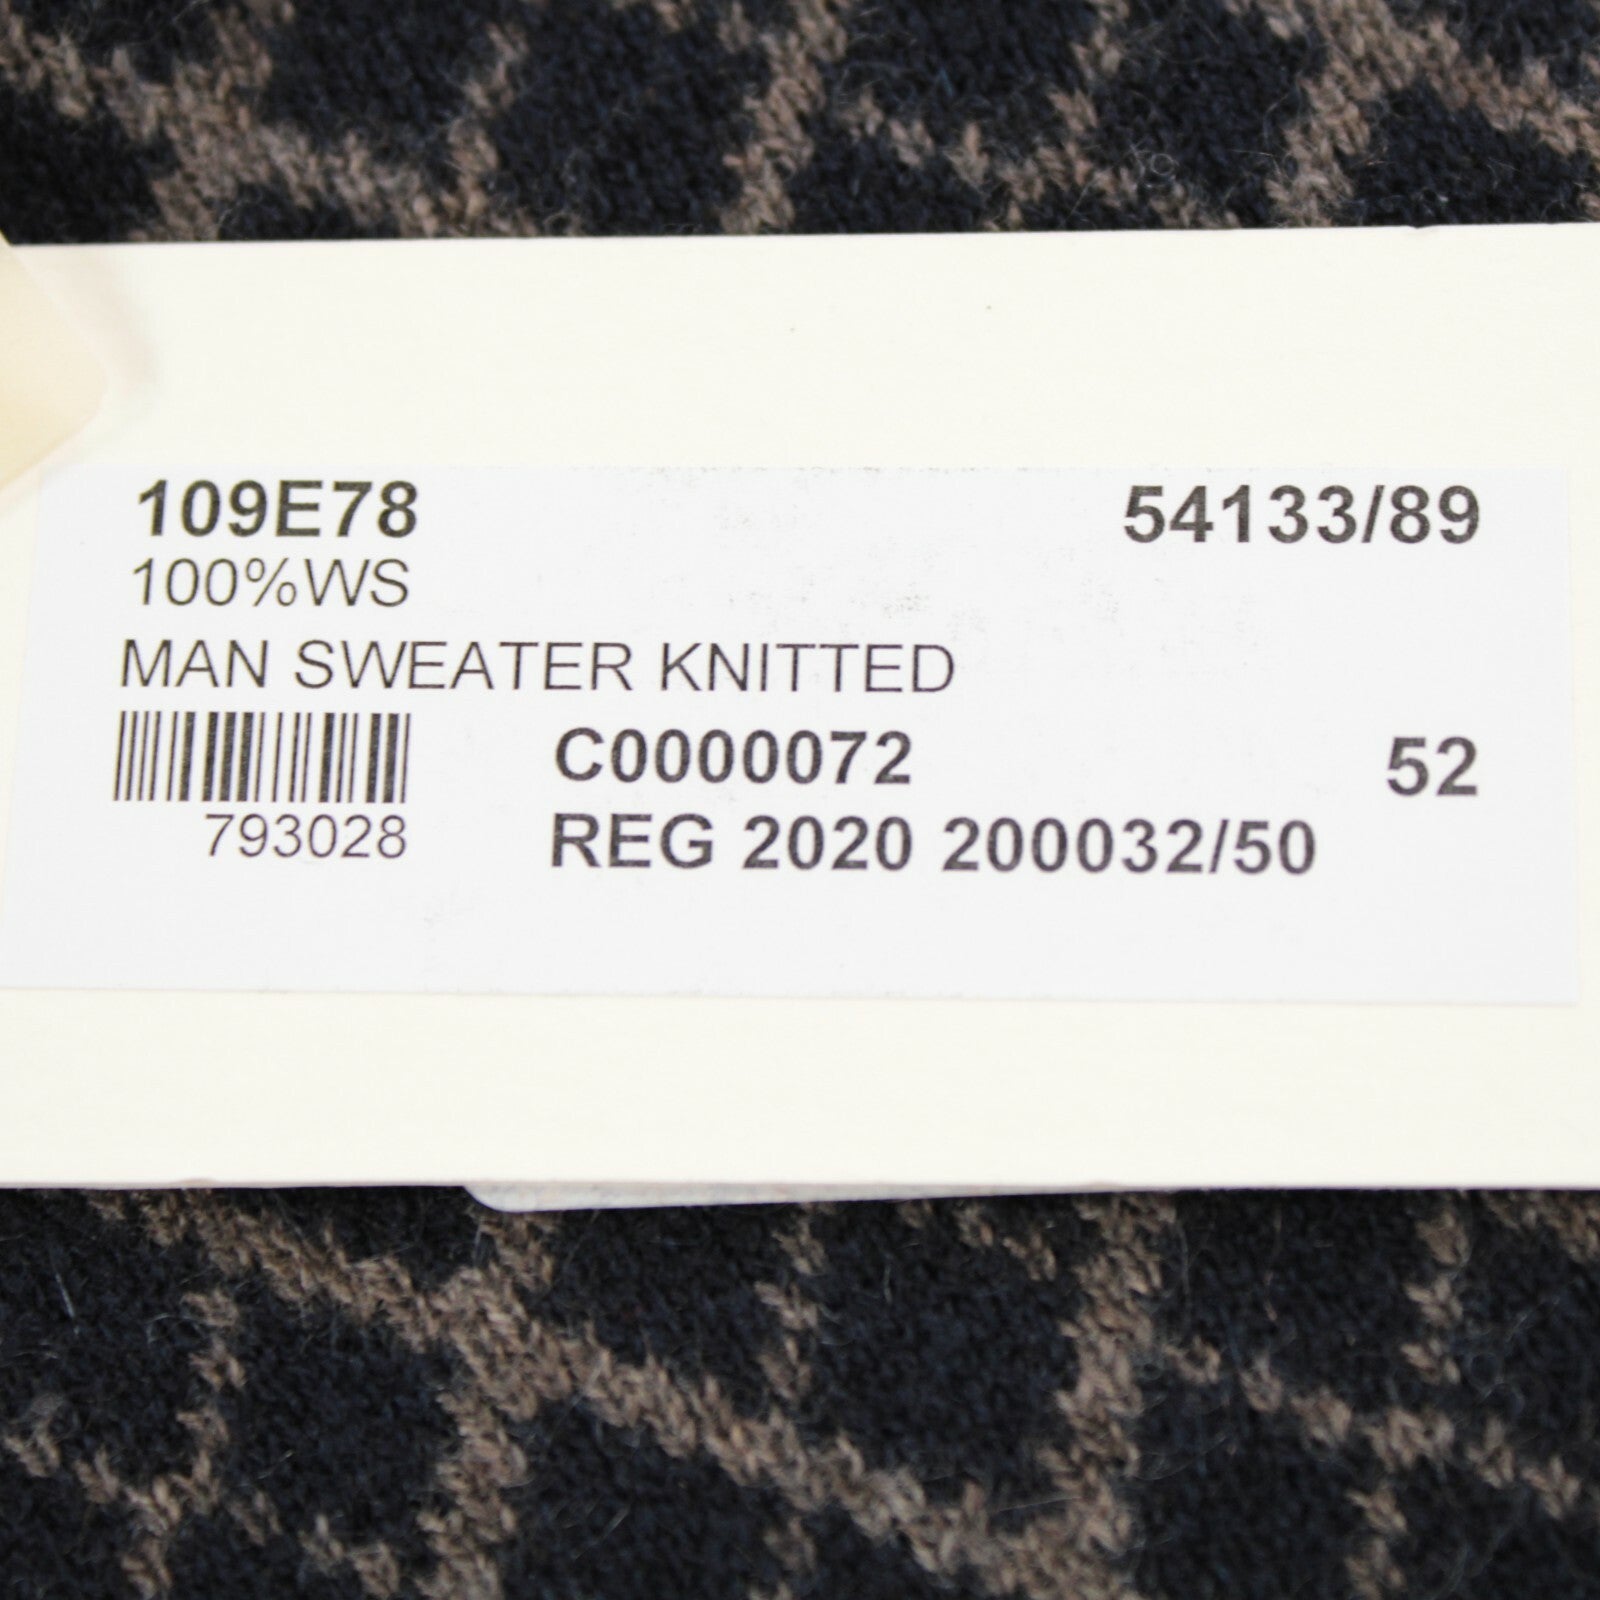 109E78 54133/89
100%WS
MAN SWEATER KNITTED
C0000072 52
793028 REG 2020 200032/50